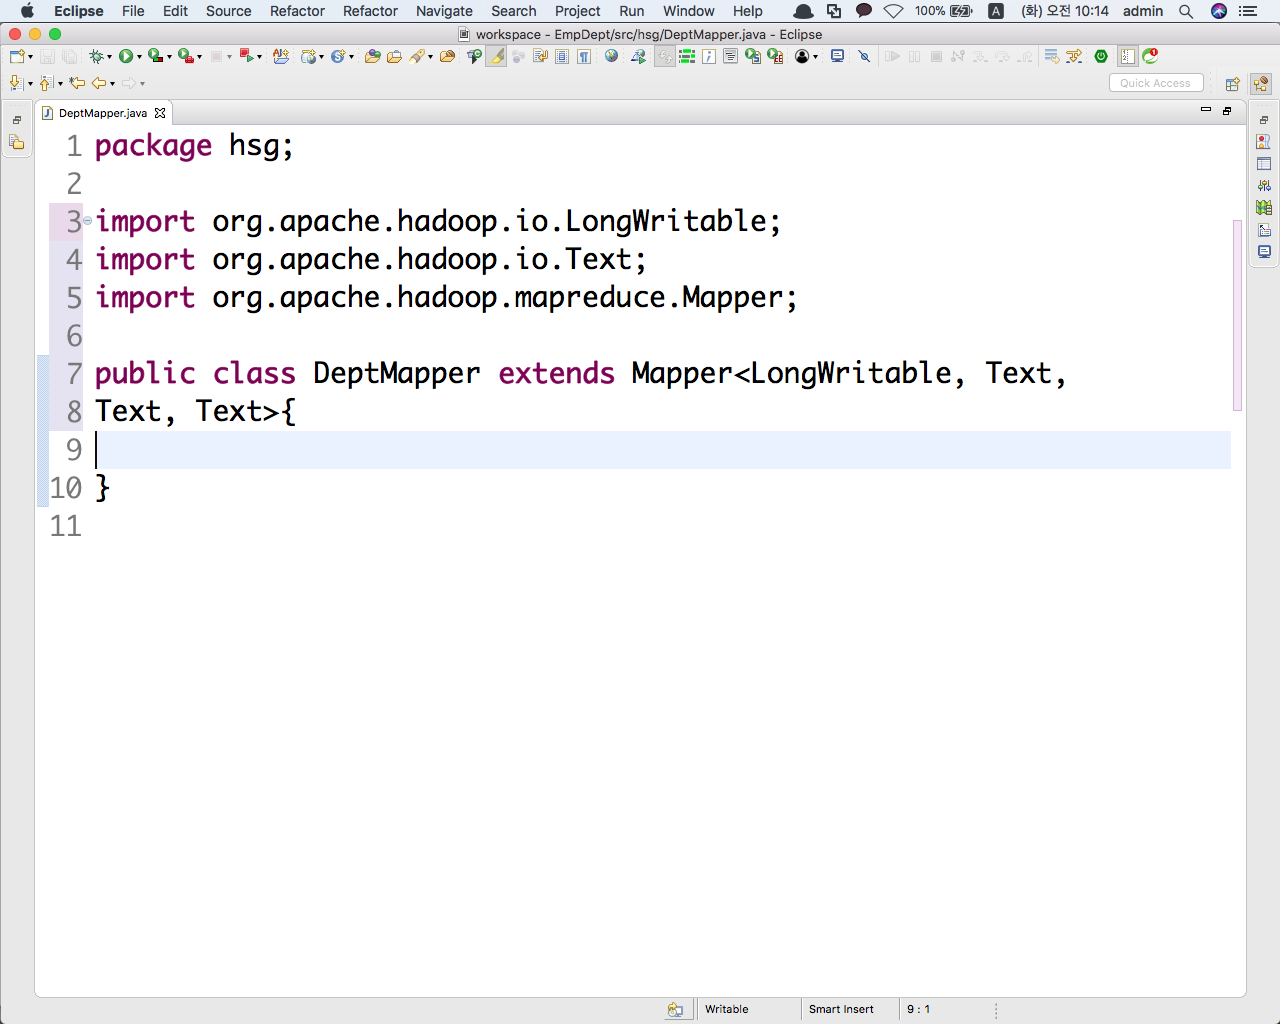 Eclipse File Edit Source Refactor Refactor Navigate Search Project Run Window Help 100% A (화) 오전 10:14 admin
workspace - EmpDept/src/hsg/DeptMapper.java - Eclipse
Quick Access
DeptMapper.java
1 package hsg;
2
3 import org.apache.hadoop.io.LongWritable;
4 import org.apache.hadoop.io.Text;
5 import org.apache.hadoop.mapreduce.Mapper;
6
7 public class DeptMapper extends Mapper<LongWritable, Text,
8 Text, Text>{
9
10 }
11
Writable Smart Insert 9 : 1